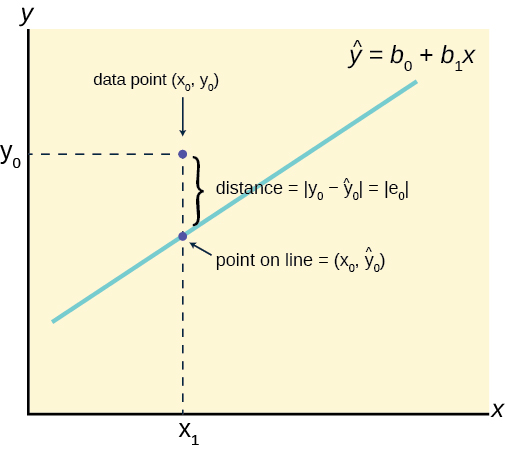 y
ŷ = b₀ + b₁x
data point (x₀, y₀)
y₀
distance = |y₀ − ŷ₀| = |e₀|
point on line = (x₀, ŷ₀)
x
x₁